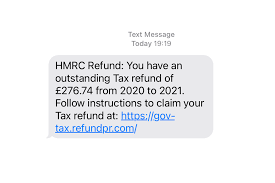 Text Message
Today 19:19
HMRC Refund: You have an
outstanding Tax refund of
£276.74 from 2020 to 2021.
Follow instructions to claim your
Tax refund at: https://gov-
tax.refundpr.com/